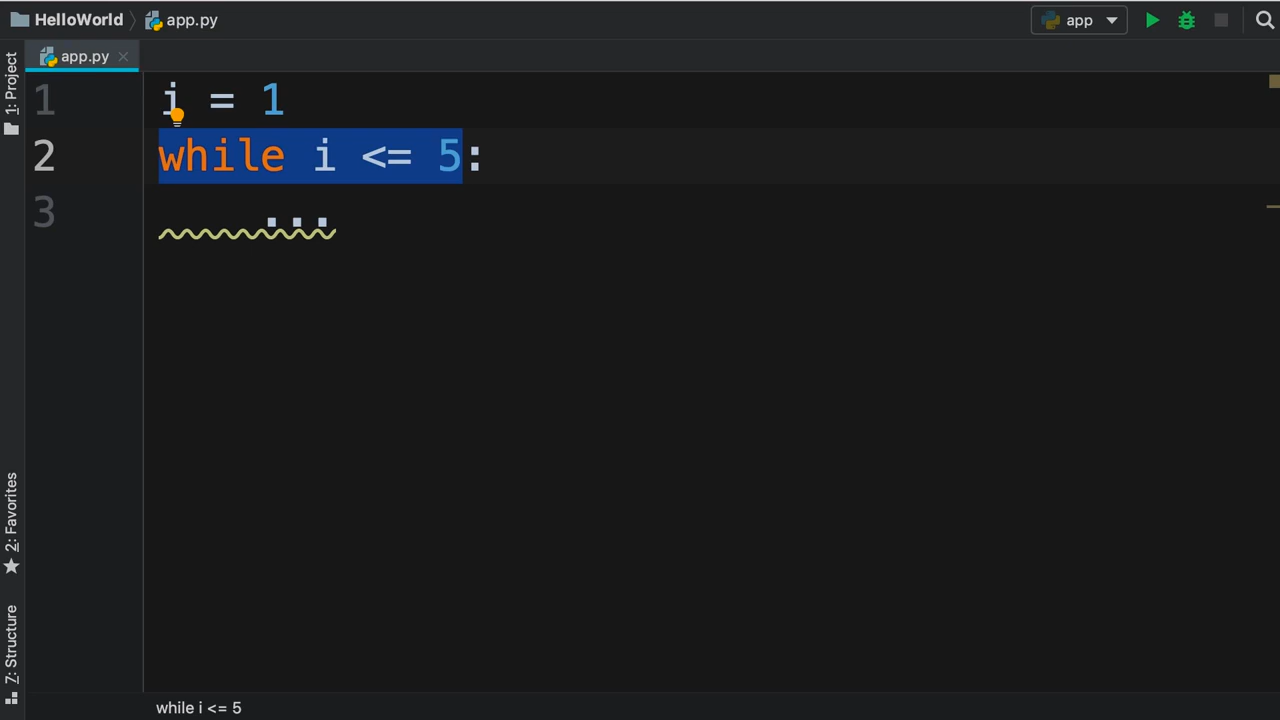 HelloWorld app.py
app
app.py
1: Project
1 i = 1
2 while i <= 5:
3 ...
2: Favorites
7: Structure
while i <= 5